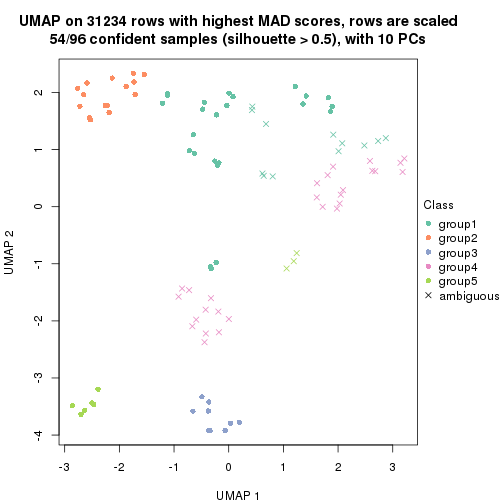 UMAP on 31234 rows with highest MAD scores, rows are scaled
54/96 confident samples (silhouette > 0.5), with 10 PCs
UMAP 2
2
1
0
-1
-2
-3
-4
-3
-2
-1
0
1
2
3
UMAP 1
Class
group1
group2
group3
group4
group5
ambiguous